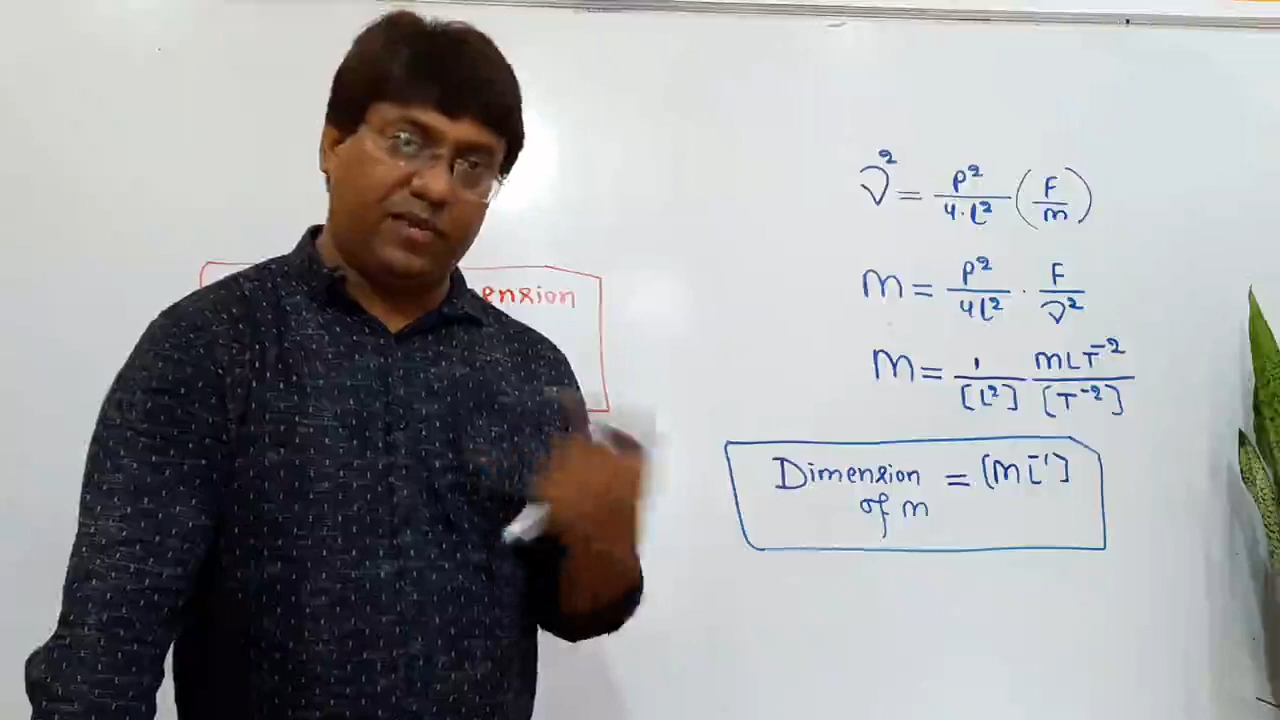 ension
ν² = P²/4·L² (F/m)
m = P²/4L² · F/ν²
m = 1/[L²] MLT⁻²/[T⁻²]
Dimension = [ML⁻¹]
of m